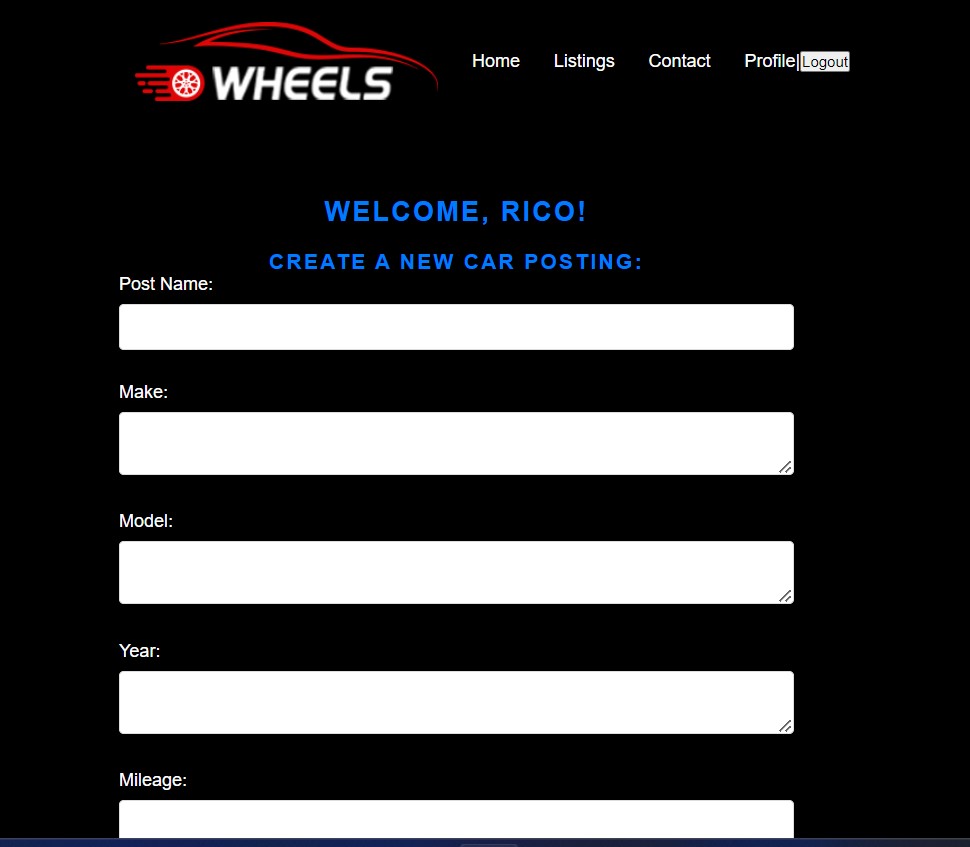 WHEELS
Home Listings Contact Profile|Logout
WELCOME, RICO!
CREATE A NEW CAR POSTING:
Post Name:
Make:
Model:
Year:
Mileage: